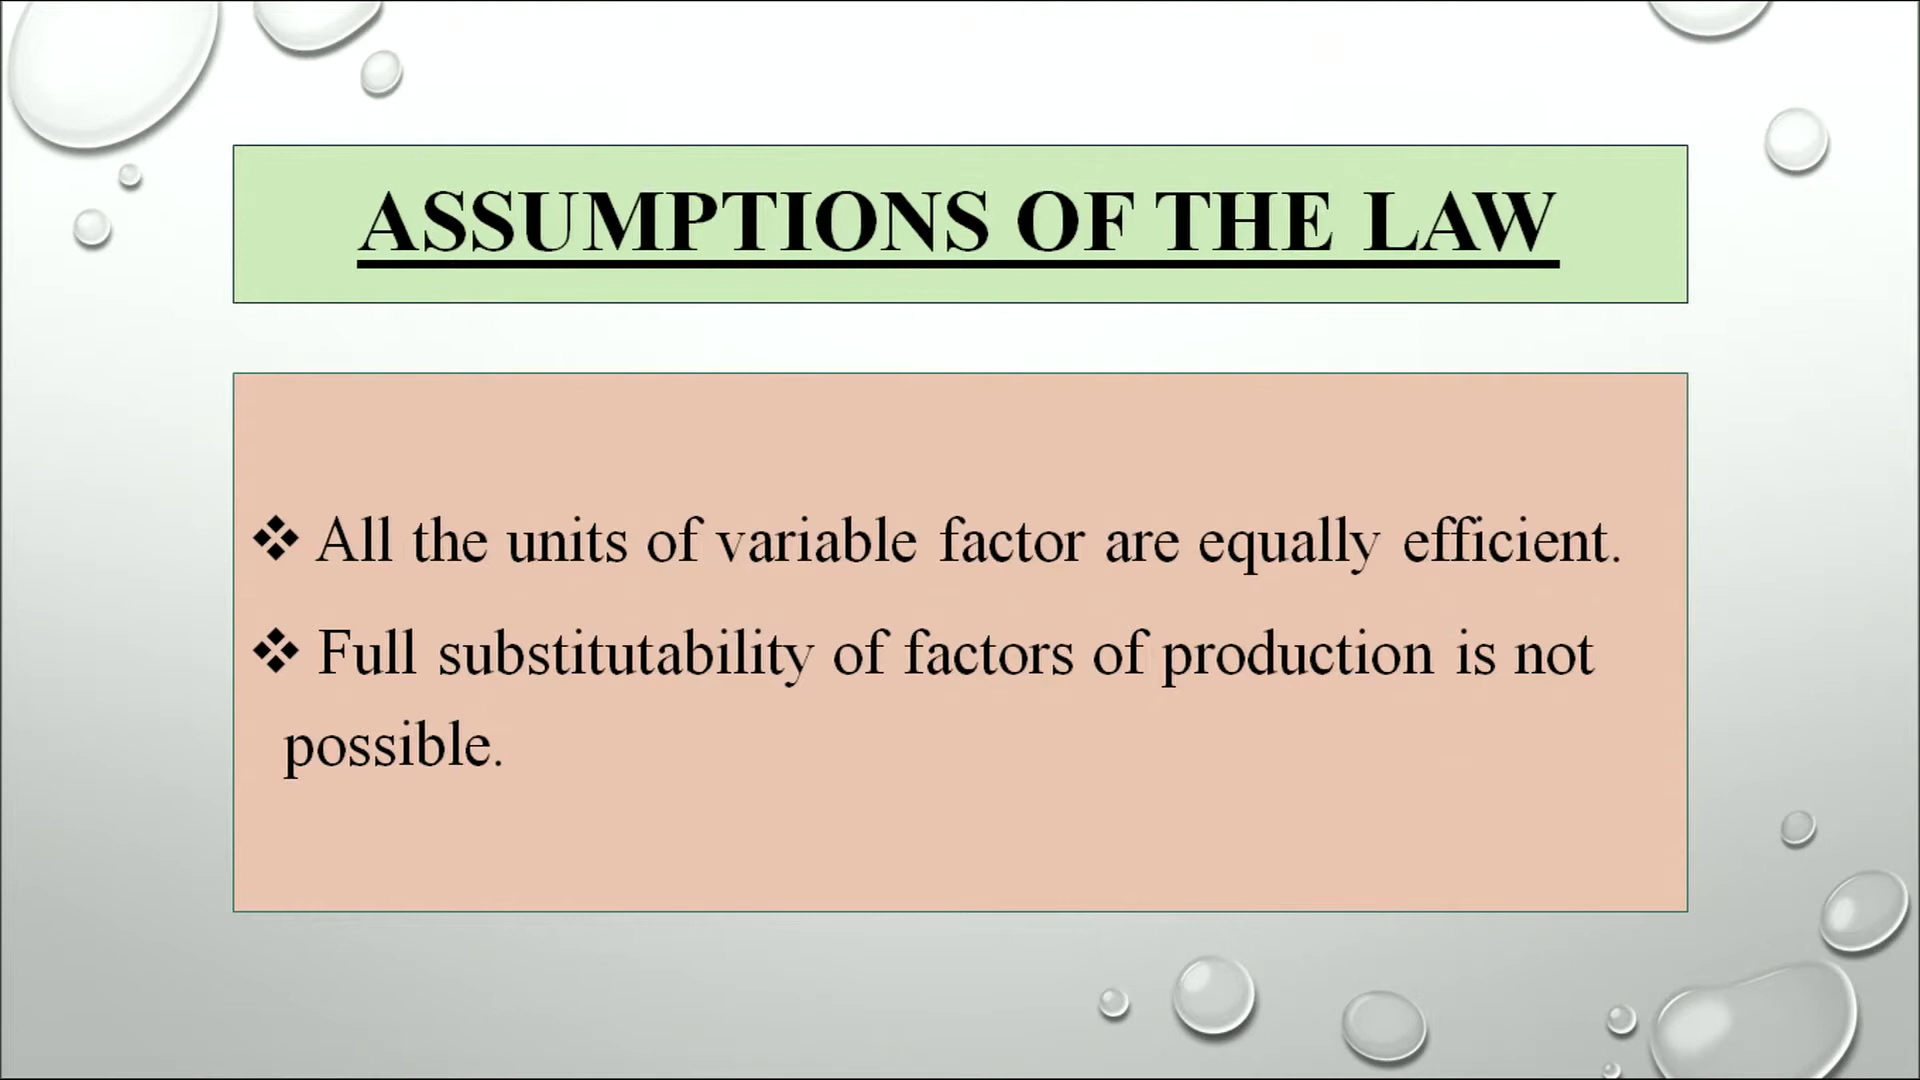 ASSUMPTIONS OF THE LAW
❖ All the units of variable factor are equally efficient.
❖ Full substitutability of factors of production is not
possible.